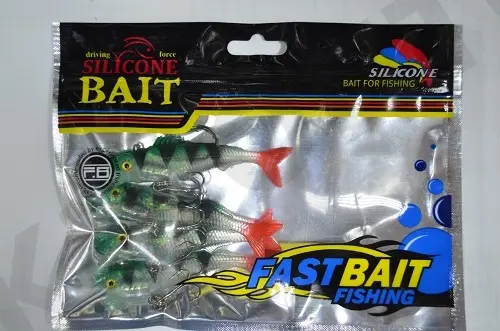 driving force
SILICONE
BAIT
SILICONE
BAIT FOR FISHING
F.B
FASTBAIT
FISHING